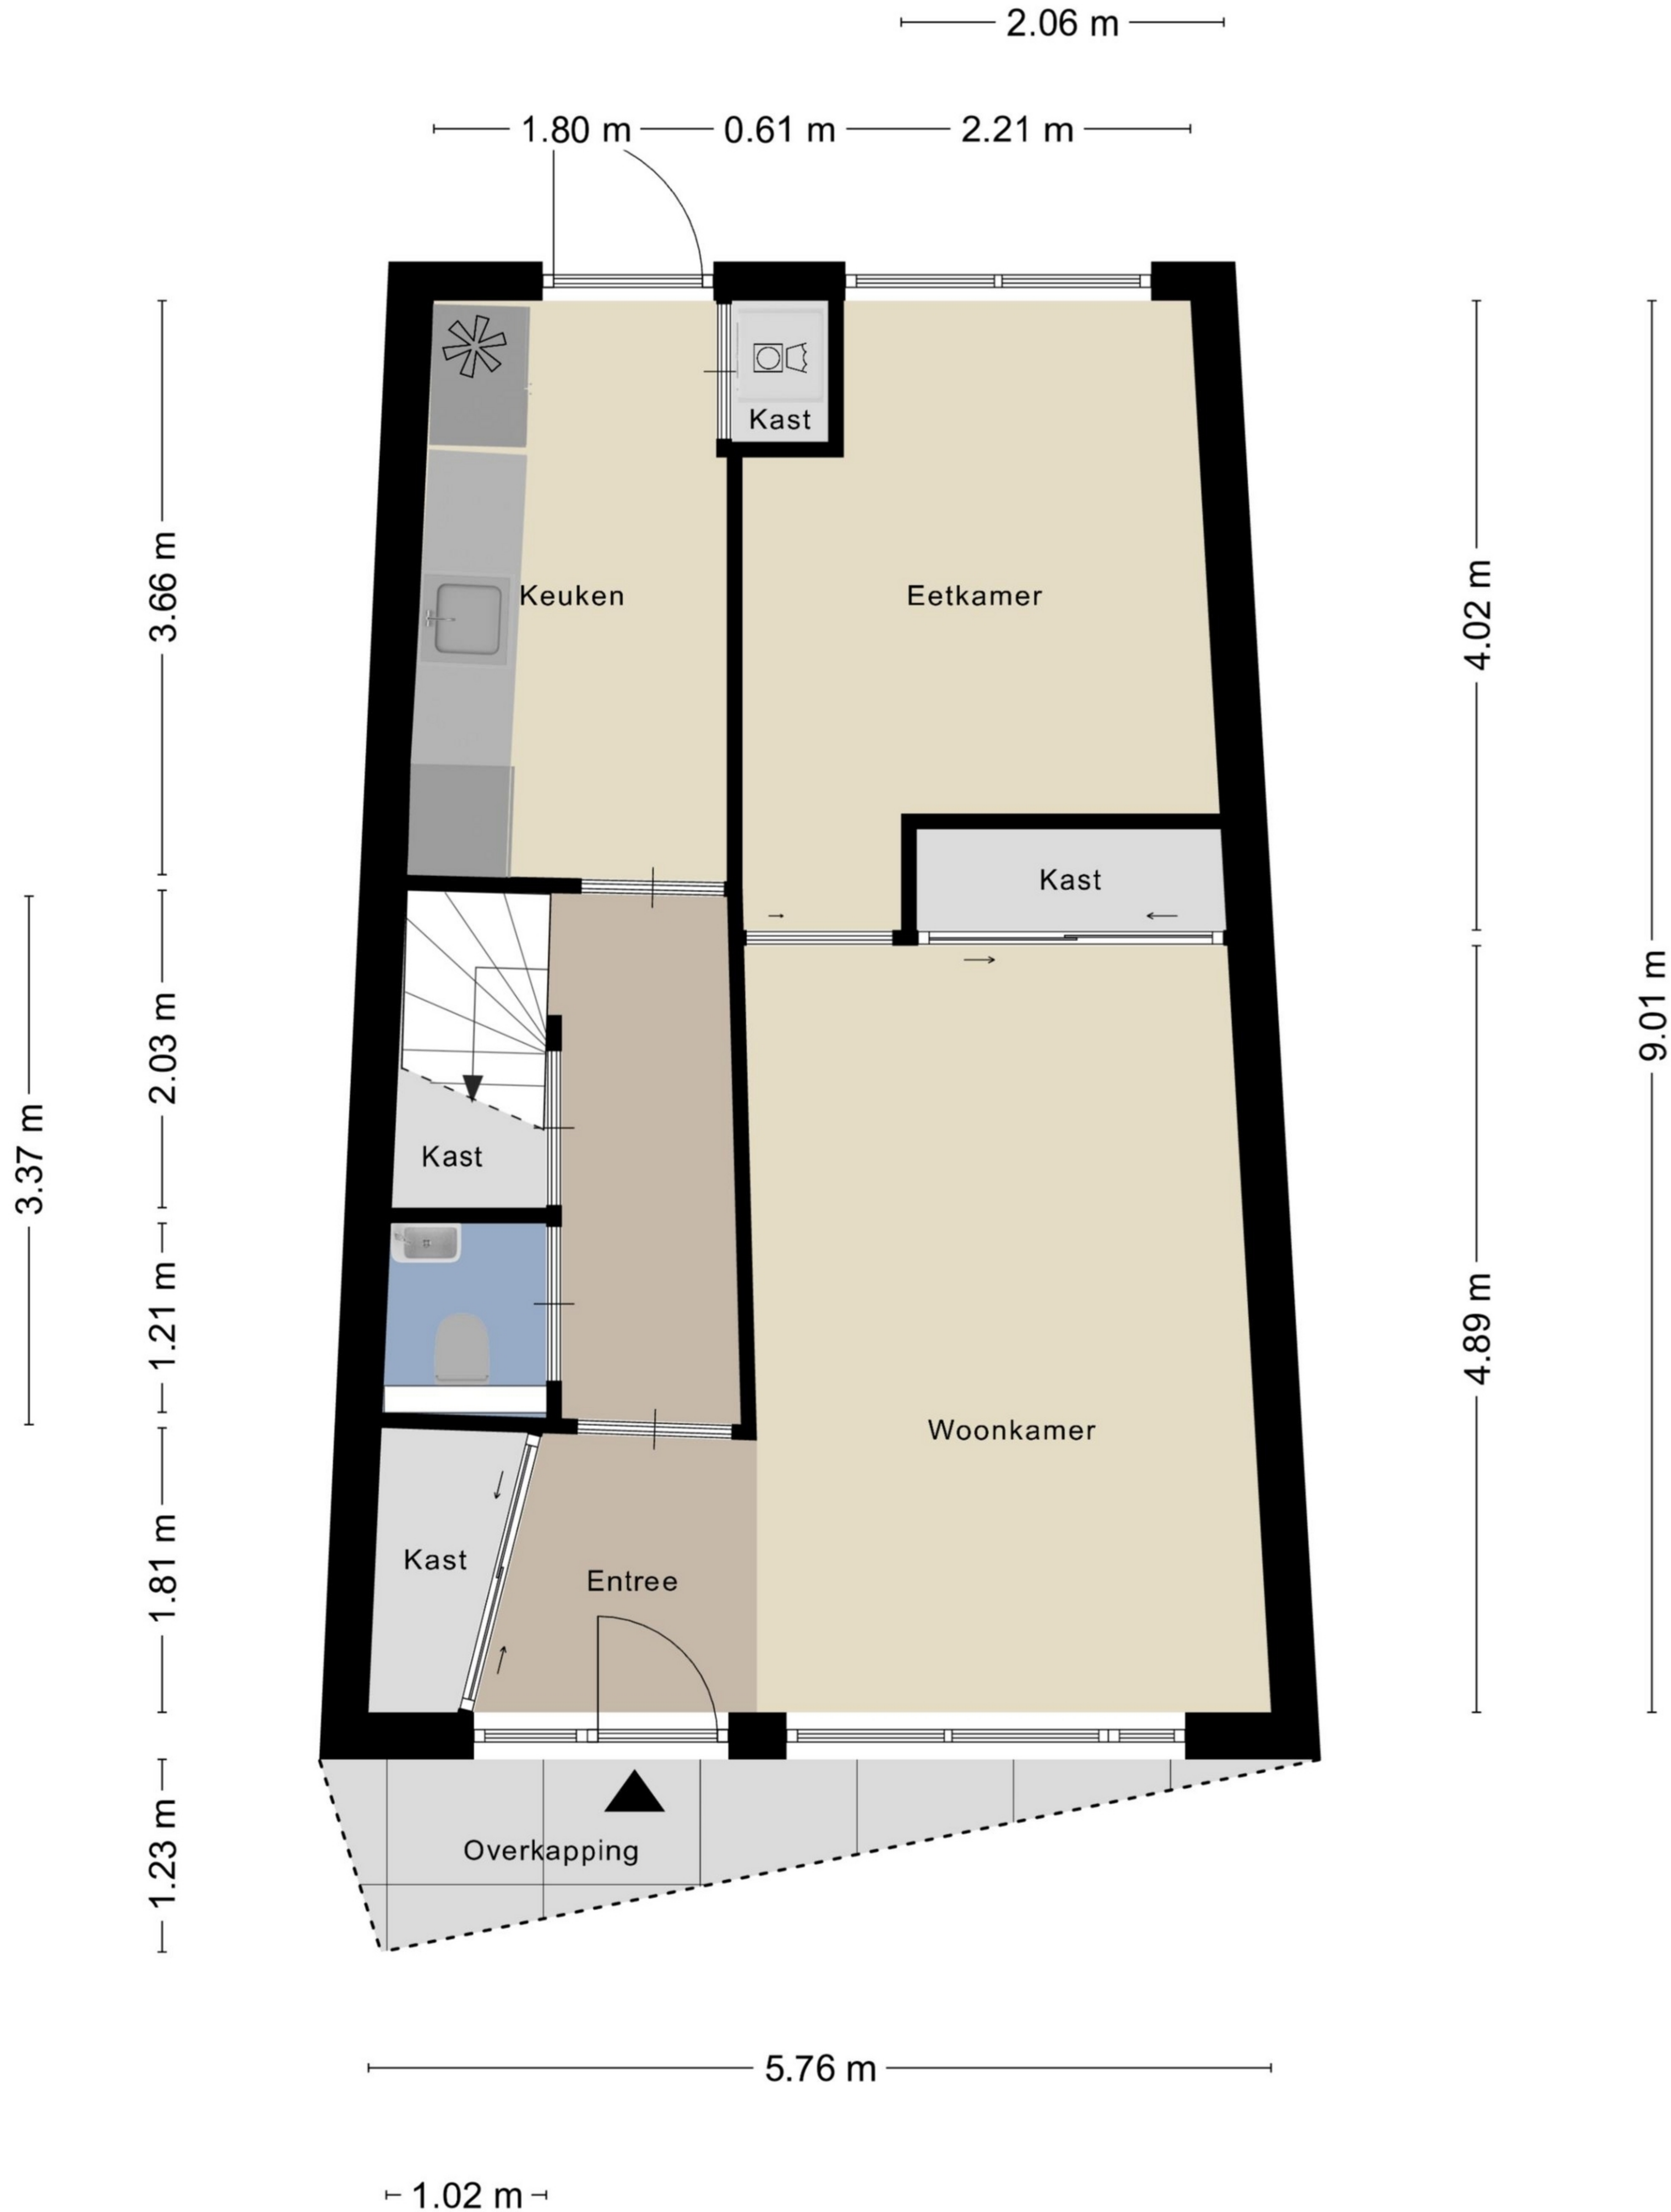 2.06 m
1.80 m 0.61 m 2.21 m
Kast
3.66 m
Keuken
Eetkamer
4.02 m
Kast
9.01 m
2.03 m
3.37 m
Kast
1.21 m
4.89 m
Woonkamer
Kast
Entree
1.81 m
Overkapping
1.23 m
5.76 m
1.02 m